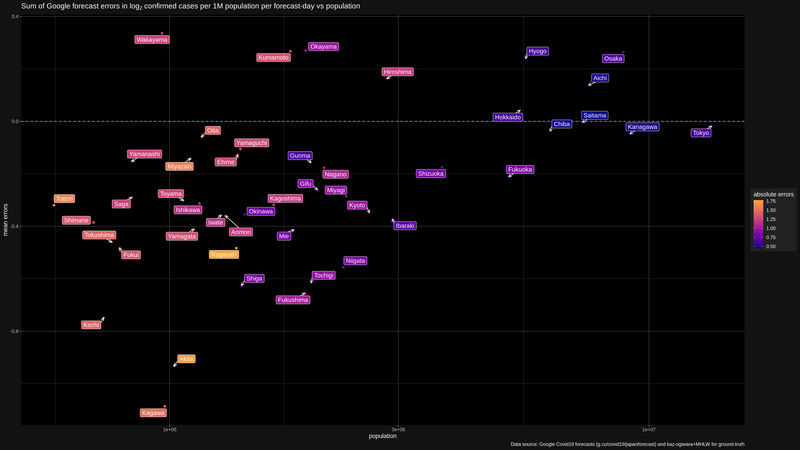 Sum of Google forecast errors in log₂ confirmed cases per 1M population per forecast-day vs population
0.4
Wakayama
Okayama
Kumamoto
Hyogo
Osaka
Hiroshima
Aichi
Hokkaido
Saitama
0.0
Chiba
Kanagawa
Oita
Tokyo
Yamaguchi
Yamanashi
Gunma
Ehime
Miyazaki
Fukuoka
Nagano
Shizuoka
Gifu
Miyagi
absolute errors
1.75
1.50
1.25
1.00
0.75
0.50
Tottori
Toyama
Kagoshima
Saga
Kyoto
Ishikawa
Okinawa
mean errors
Shimane
Iwate
Ibaraki
-0.4
Aomori
Tokushima
Yamagata
Mie
Fukui
Nagasaki
Niigata
Shiga
Tochigi
Fukushima
Kochi
-0.8
Akita
Kagawa
1e+06
3e+06
1e+07
population
Data source: Google Covid19 forecasts (g.co/covid19/japanforecast) and kaz-ogiwara+MHLW for ground-truth